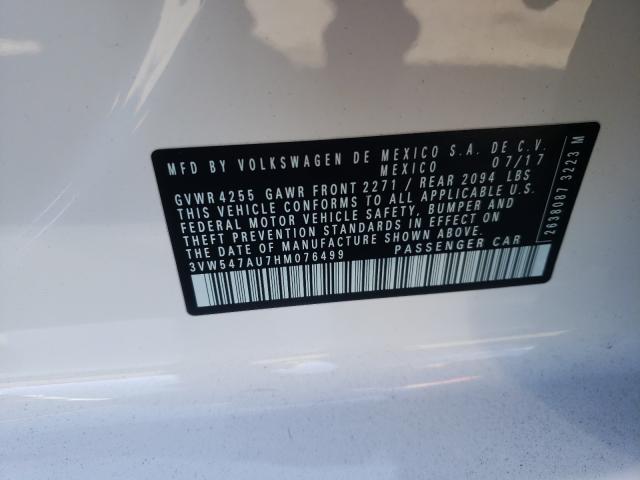 MFD BY VOLKSWAGEN DE MEXICO S.A. DE C.V.
MEXICO 07/17
GVWR 4255 GAWR FRONT 2271 / REAR 2094 LBS
THIS VEHICLE CONFORMS TO ALL APPLICABLE U.S.
FEDERAL MOTOR VEHICLE SAFETY, BUMPER AND
THEFT PREVENTION STANDARDS IN EFFECT ON
THE DATE OF MANUFACTURE SHOWN ABOVE.
3VW547AU7HM076499 PASSENGER CAR
2638087 3223 M